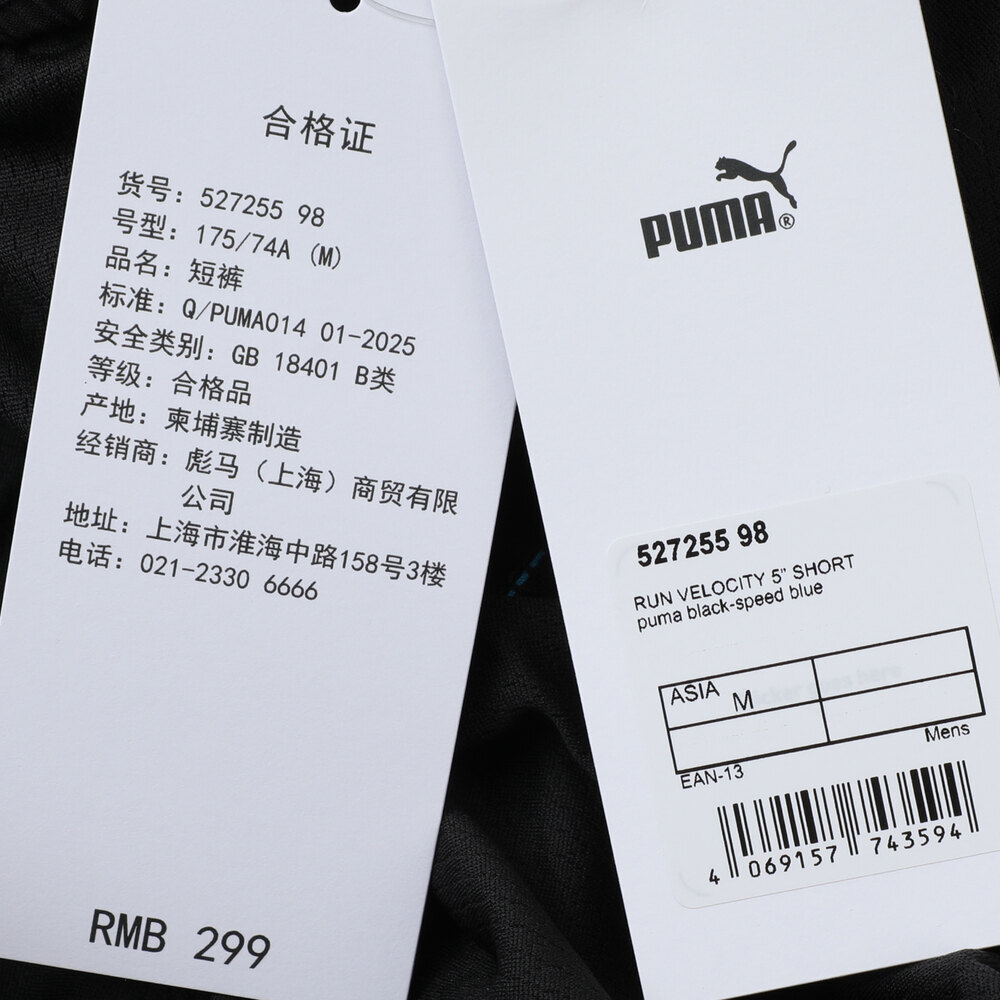 合格证
货号：527255 98
号型：175/74A (M)
品名：短裤
标准：Q/PUMA014 01-2025
安全类别：GB 18401 B类
等级：合格品
产地：柬埔寨制造
经销商：彪马（上海）商贸有限
公司
地址：上海市淮海中路158号3楼
电话：021-2330 6666
RMB 299
PUMA®
527255 98
RUN VELOCITY 5" SHORT
puma black-speed blue
ASIA M
Mens
EAN-13
4 069157 743594